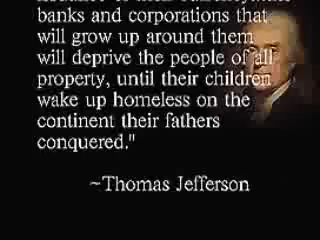 banks and corporations that
will grow up around them
will deprive the people of all
property, until their children
wake up homeless on the
continent their fathers
conquered."
~Thomas Jefferson